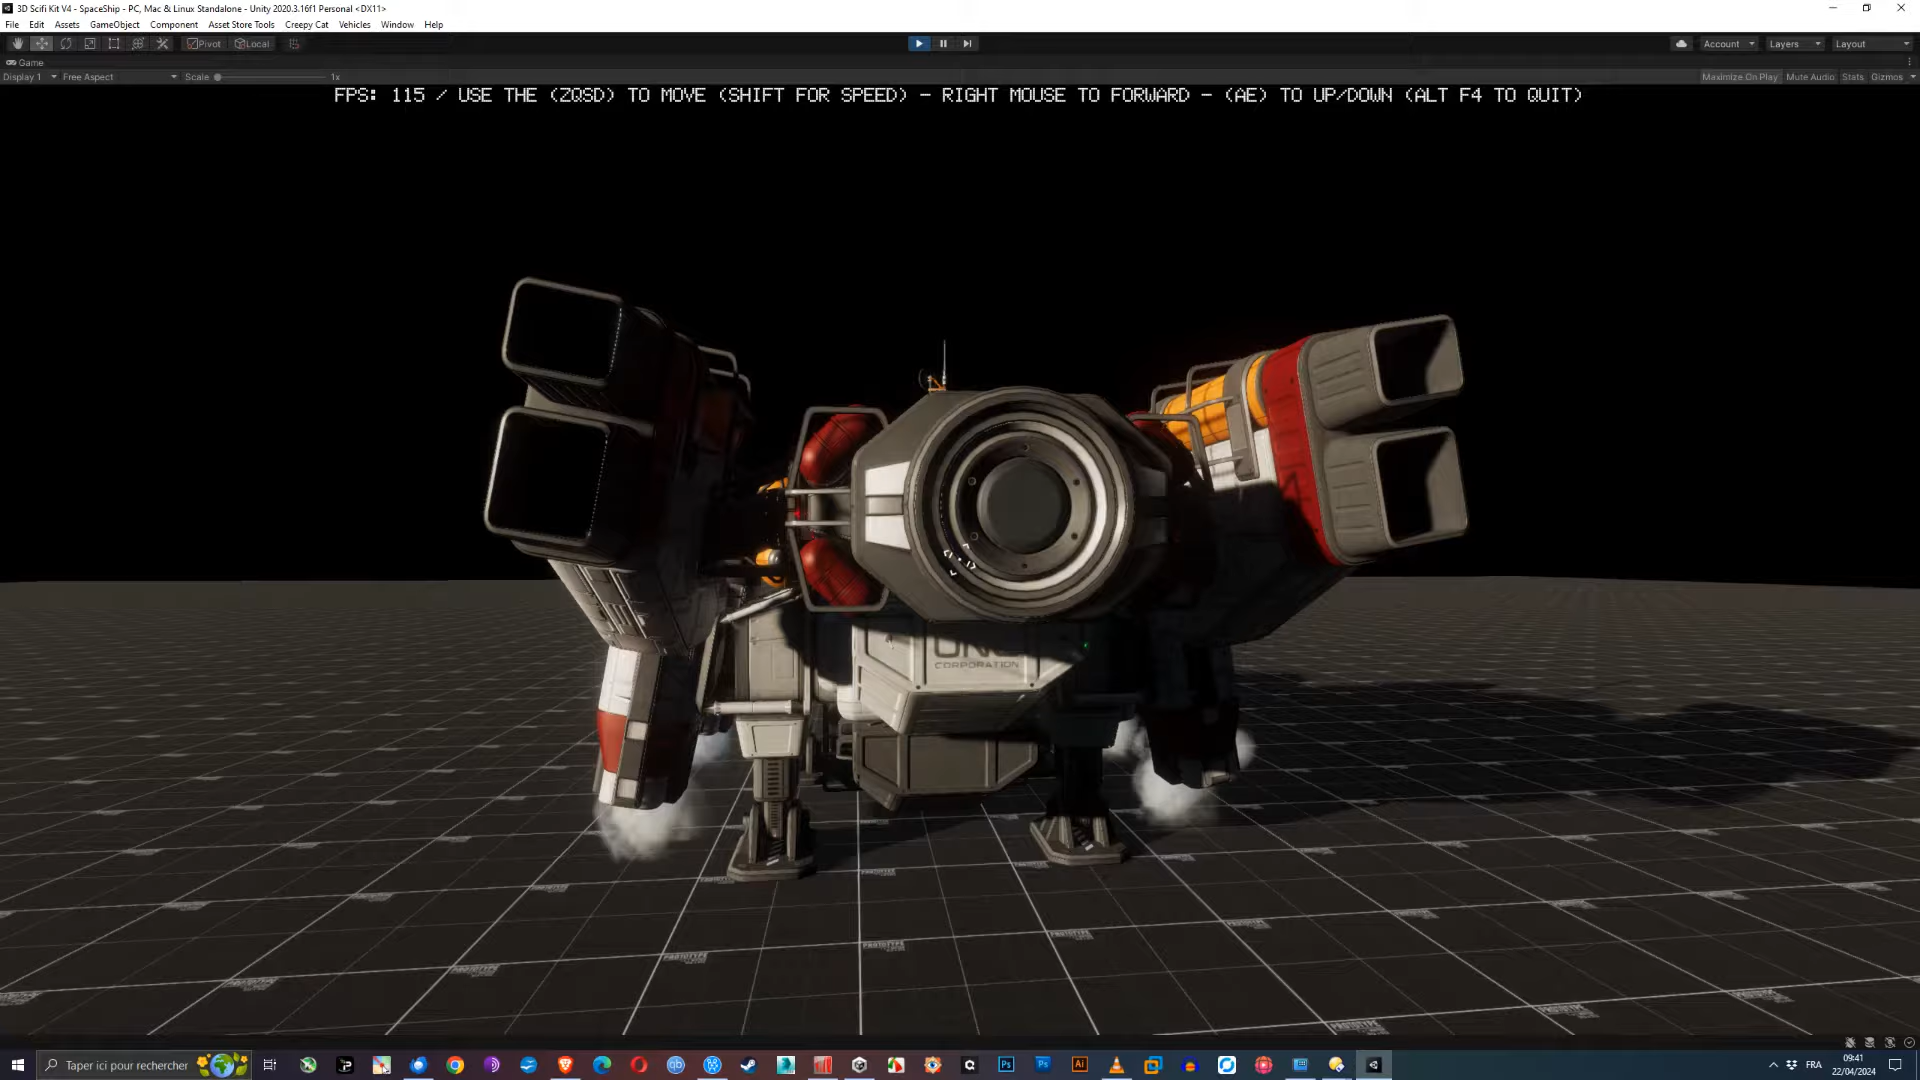 3D Scifi Kit V4 - SpaceShip - PC, Mac & Linux Standalone - Unity 2020.3.16f1 Personal <DX11>
File Edit Assets GameObject Component Asset Store Tools Creepy Cat Vehicles Window Help
Pivot Local Account Layers Layout
Game
Display 1 Free Aspect Scale 1x Maximize On Play Mute Audio Stats Gizmos
FPS: 115 / USE THE (ZQSD) TO MOVE (SHIFT FOR SPEED) - RIGHT MOUSE TO FORWARD - (AE) TO UP/DOWN (ALT F4 TO QUIT)
CORPORATION
PROTOTYPE
Taper ici pour rechercher
Ps Ps Ai
FRA
09:41
22/04/2024